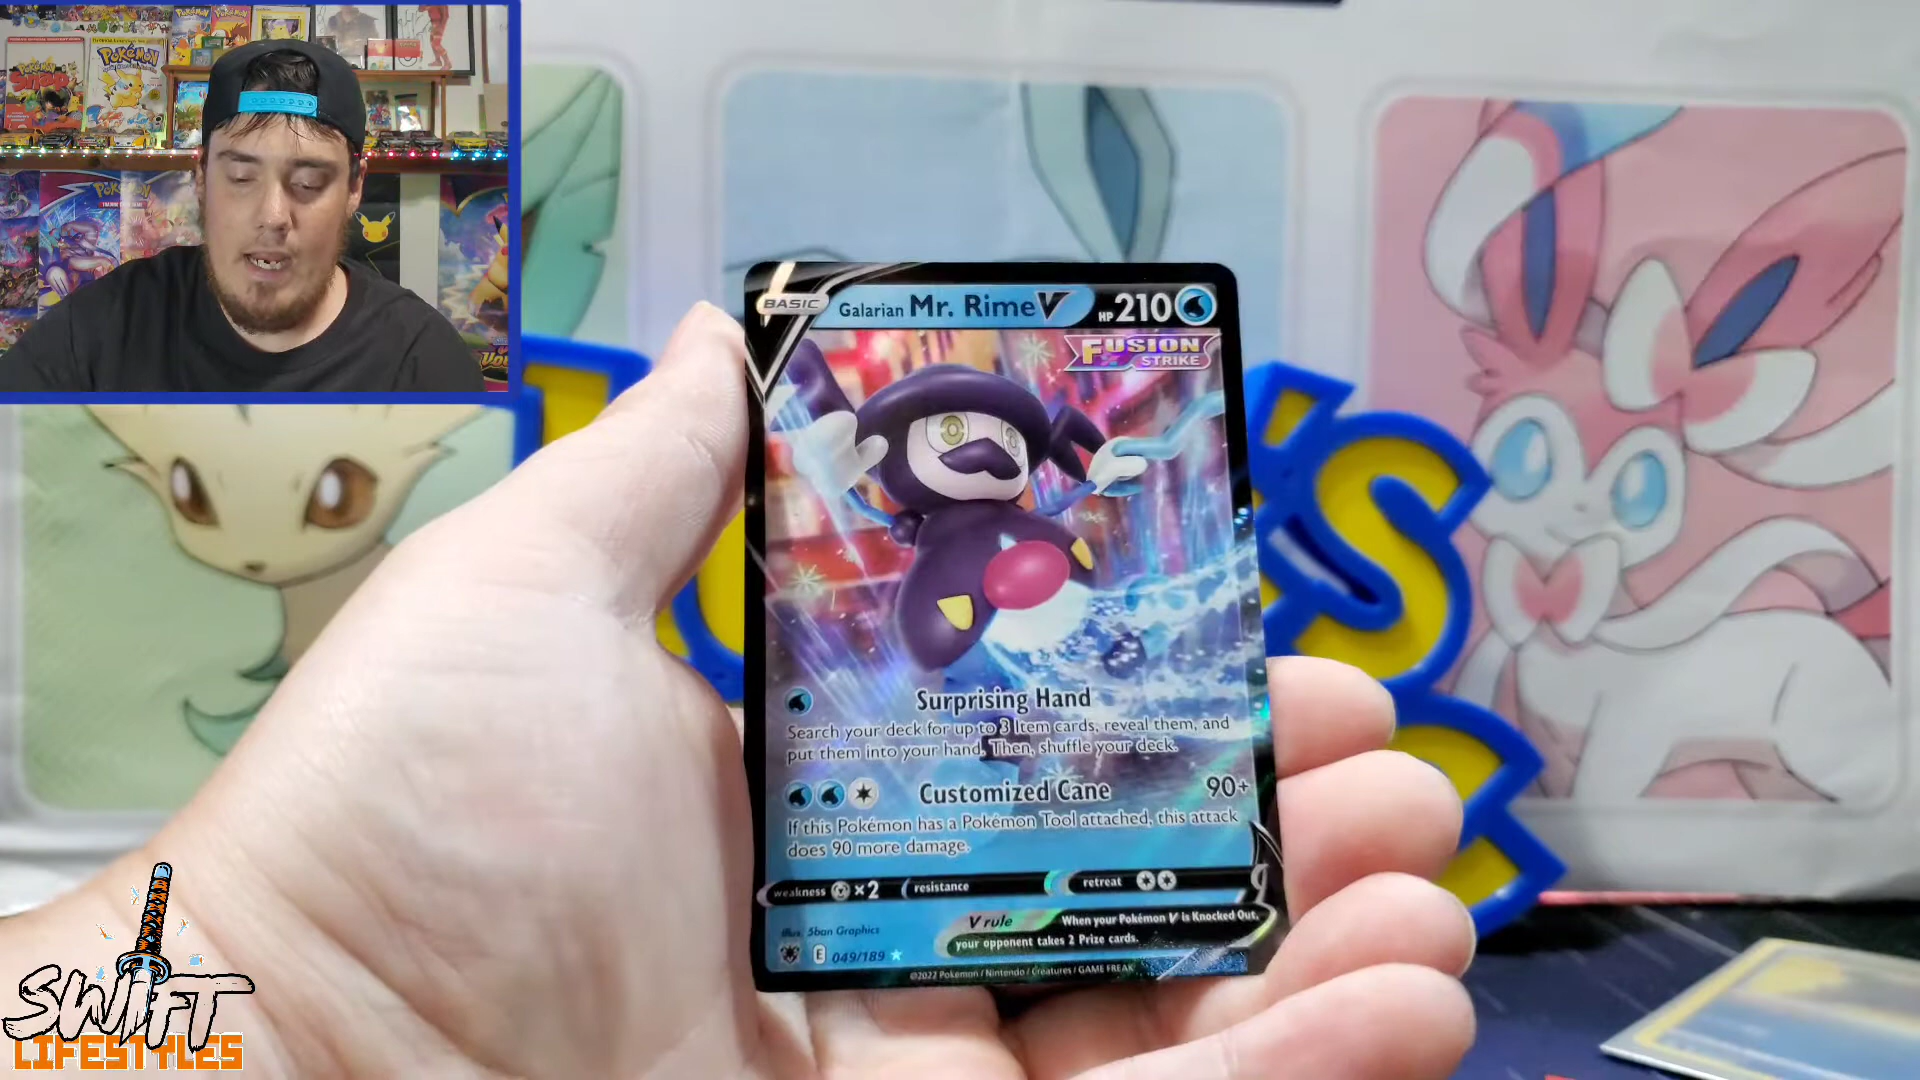 Pokémon
Pokémon
SNAP
Pokémon
BASIC
Galarian Mr. Rime V
HP 210
FUSION
STRIKE
Surprising Hand
Search your deck for up to 3 Item cards, reveal them, and
put them into your hand. Then, shuffle your deck.
Customized Cane 90+
If this Pokémon has a Pokémon Tool attached, this attack
does 90 more damage.
weakness ×2 resistance retreat
V rule When your Pokémon V is Knocked Out,
your opponent takes 2 Prize cards.
Illus. 5ban Graphics
E 049/189
©2022 Pokémon / Nintendo / Creatures / GAME FREAK
'S
SWIFT
LIFESTYLES